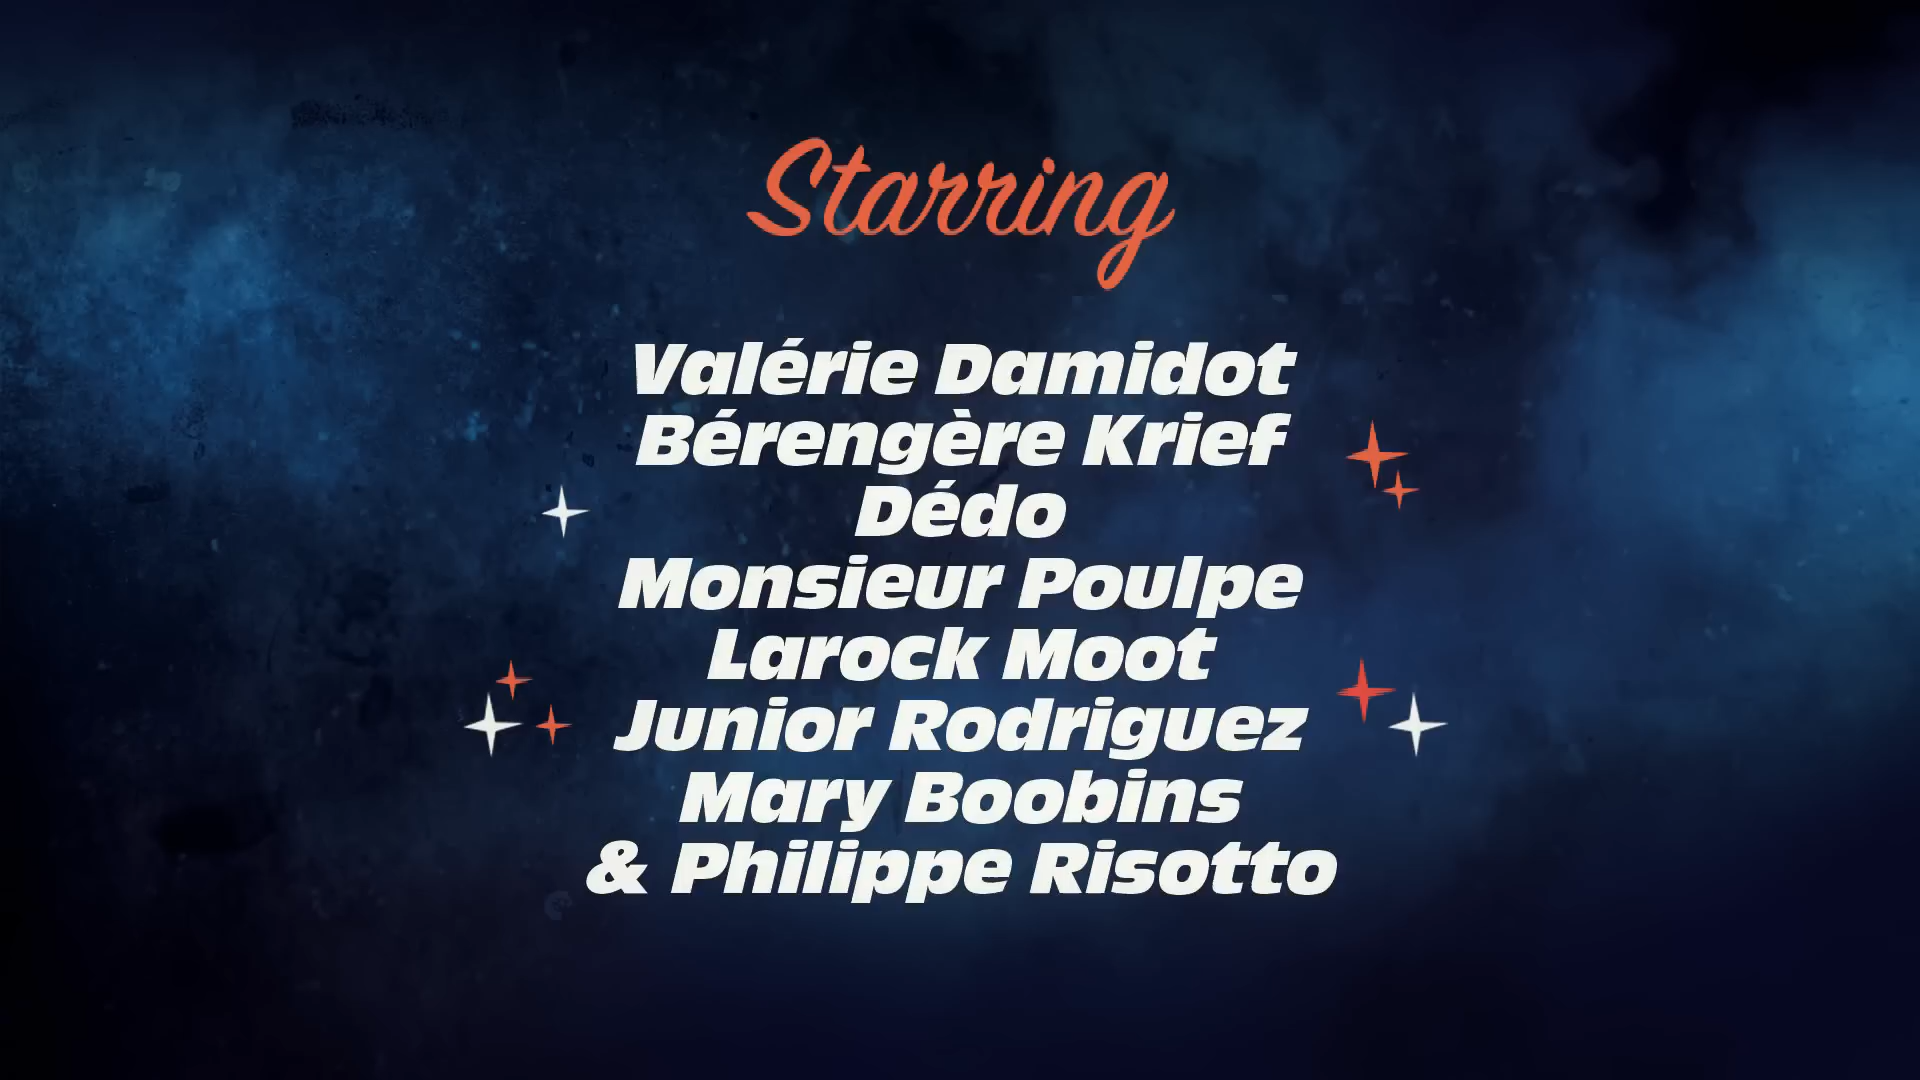 Starring
Valérie Damidot
Bérengère Krief
Dédo
Monsieur Poulpe
Larock Moot
Junior Rodriguez
Mary Boobins
& Philippe Risotto